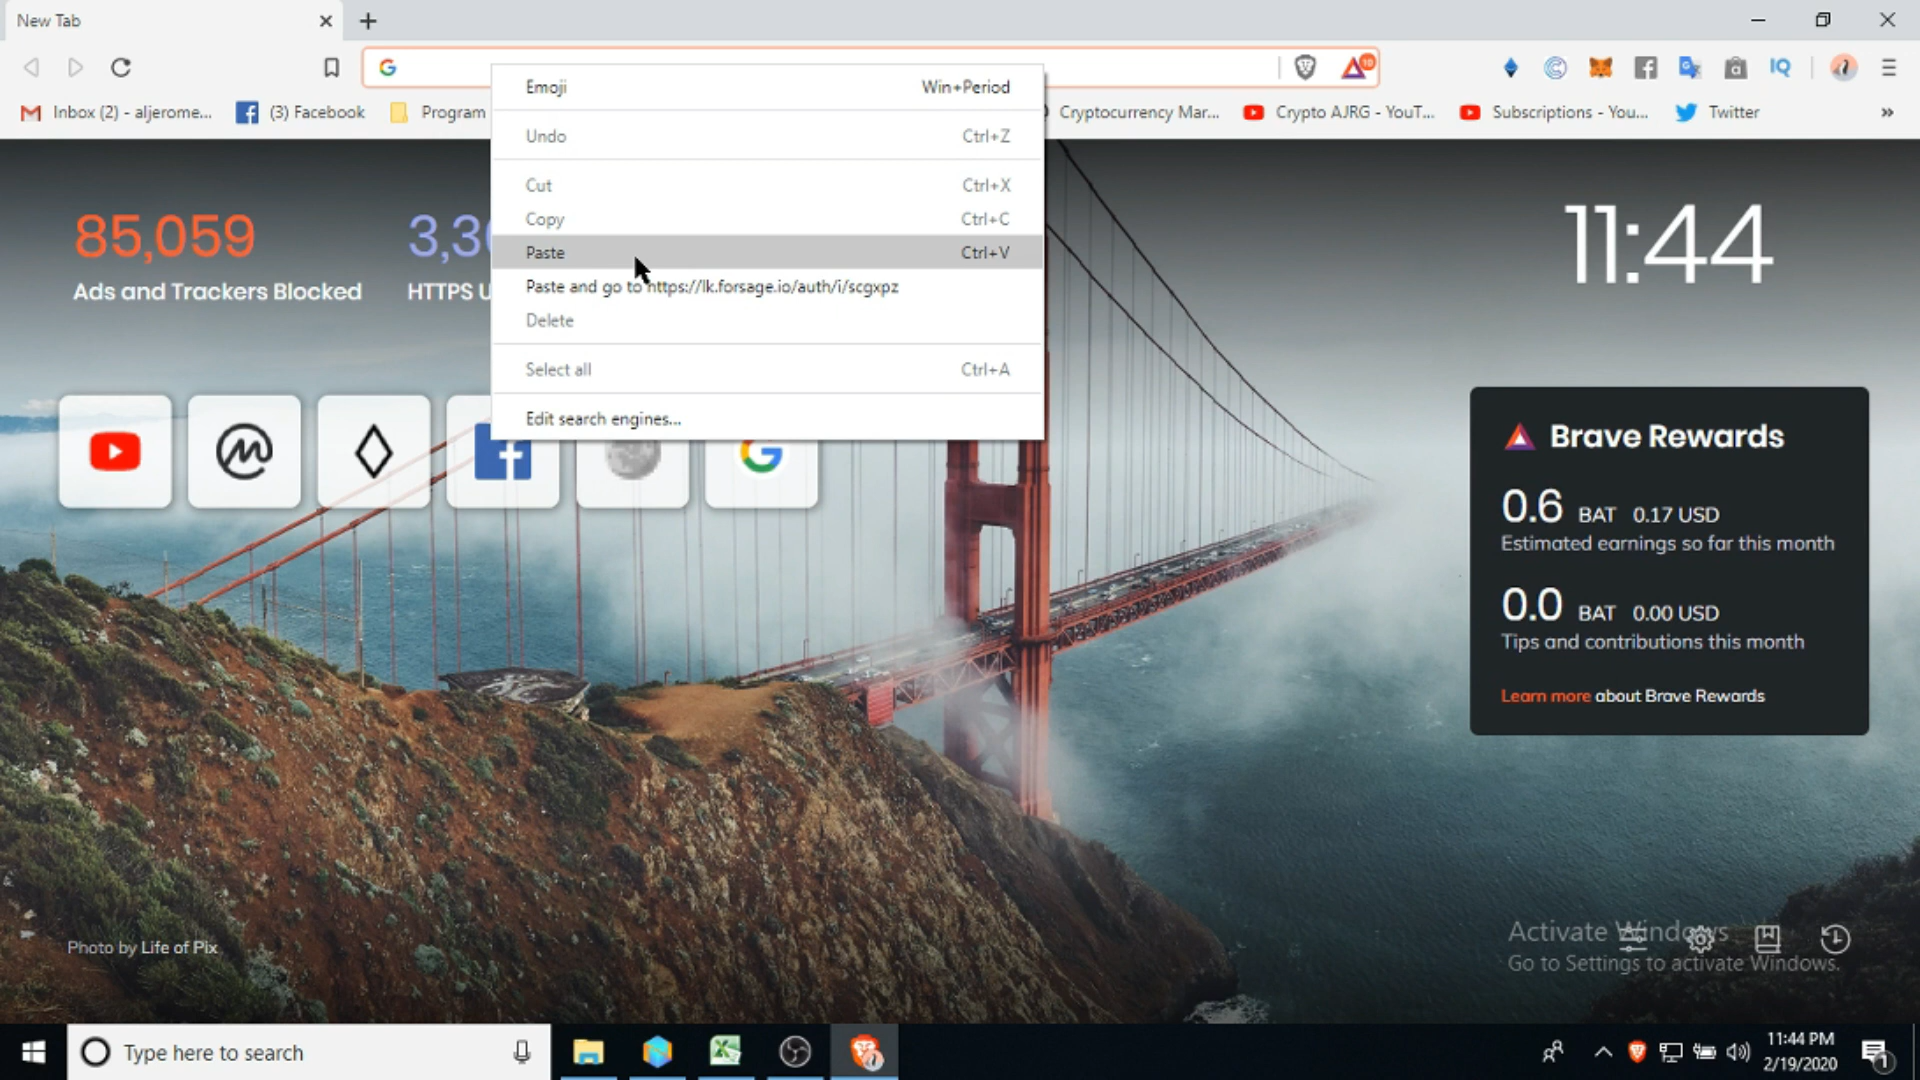 New Tab
Inbox (2) - aljerome...
(3) Facebook
Program
Cryptocurrency Mar...
Crypto AJRG - YouT...
Subscriptions - You...
Twitter
»
10
IQ
Emoji Win+Period
Undo Ctrl+Z
Cut Ctrl+X
Copy Ctrl+C
Paste Ctrl+V
Paste and go to https://lk.forsage.io/auth/i/scgxpz
Delete
Select all Ctrl+A
Edit search engines...
85,059
Ads and Trackers Blocked
HTTPS
11:44
Brave Rewards
0.6 BAT 0.17 USD
Estimated earnings so far this month
0.0 BAT 0.00 USD
Tips and contributions this month
Learn more about Brave Rewards
Photo by Life of Pix
Activate Windows
Go to Settings to activate Windows.
Type here to search
11:44 PM
2/19/2020
1